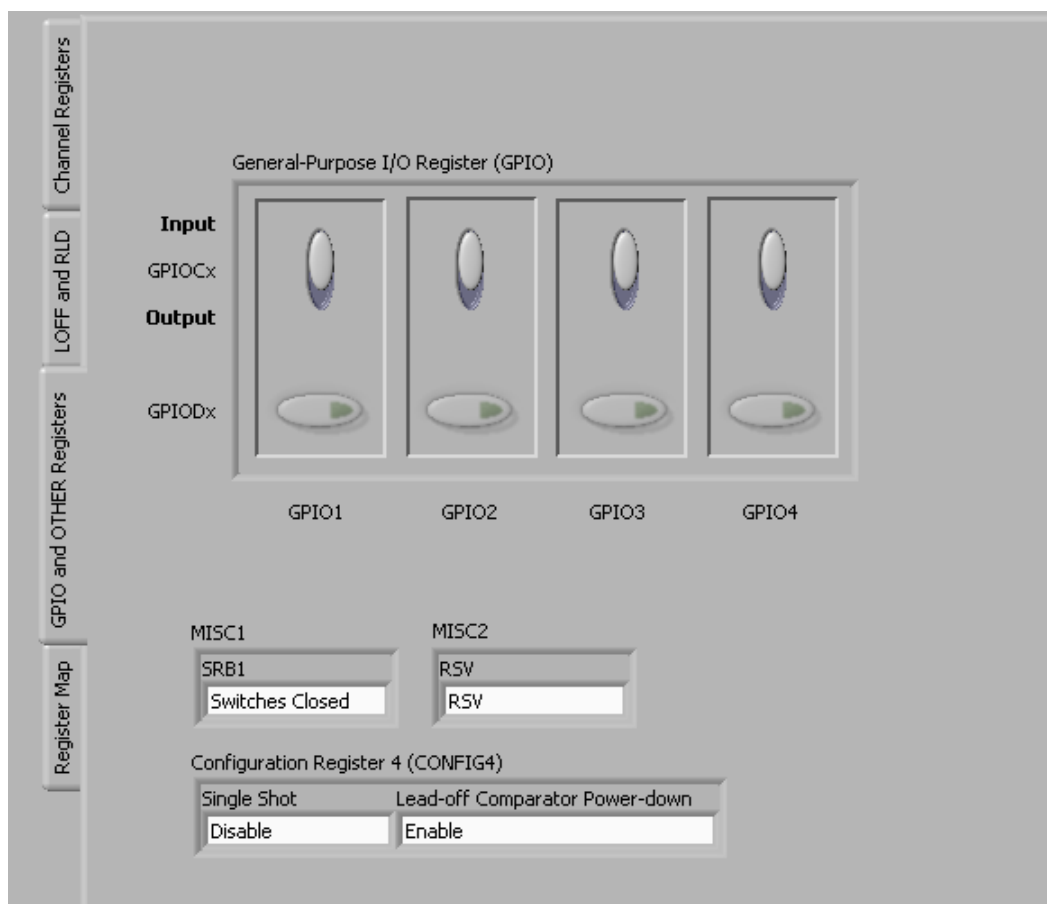 Channel Registers
LOFF and RLD
GPIO and OTHER Registers
Register Map
General-Purpose I/O Register (GPIO)
Input
GPIOCx
Output
GPIODx
GPIO1 GPIO2 GPIO3 GPIO4
MISC1 MISC2
SRB1 RSV
Switches Closed RSV
Configuration Register 4 (CONFIG4)
Single Shot Lead-off Comparator Power-down
Disable Enable